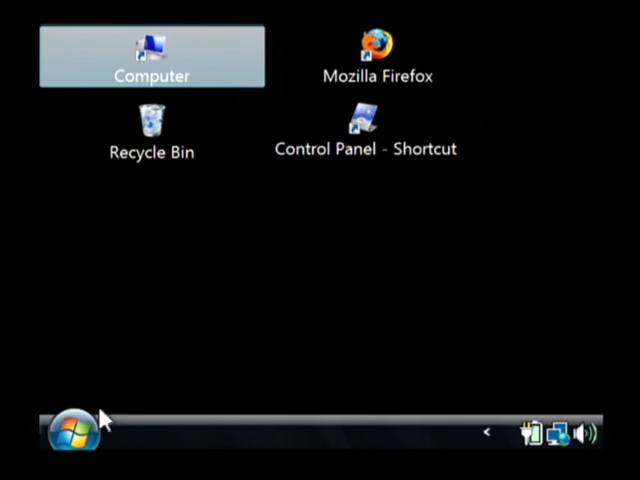 Computer
Mozilla Firefox
Recycle Bin
Control Panel - Shortcut